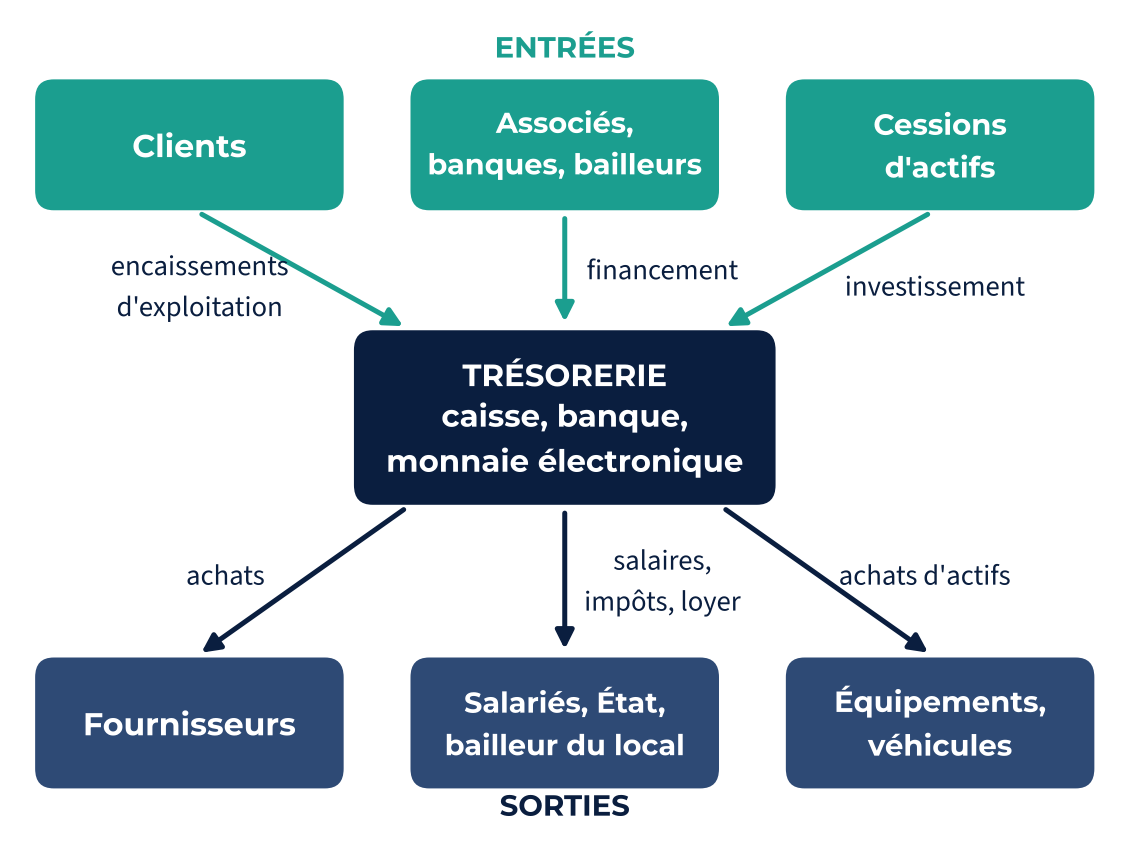 ENTRÉES
Clients
Associés,
banques, bailleurs
Cessions
d'actifs
encaissements
d'exploitation
financement
investissement
TRÉSORERIE
caisse, banque,
monnaie électronique
achats
salaires,
impôts, loyer
achats d'actifs
Fournisseurs
Salariés, État,
bailleur du local
Équipements,
véhicules
SORTIES